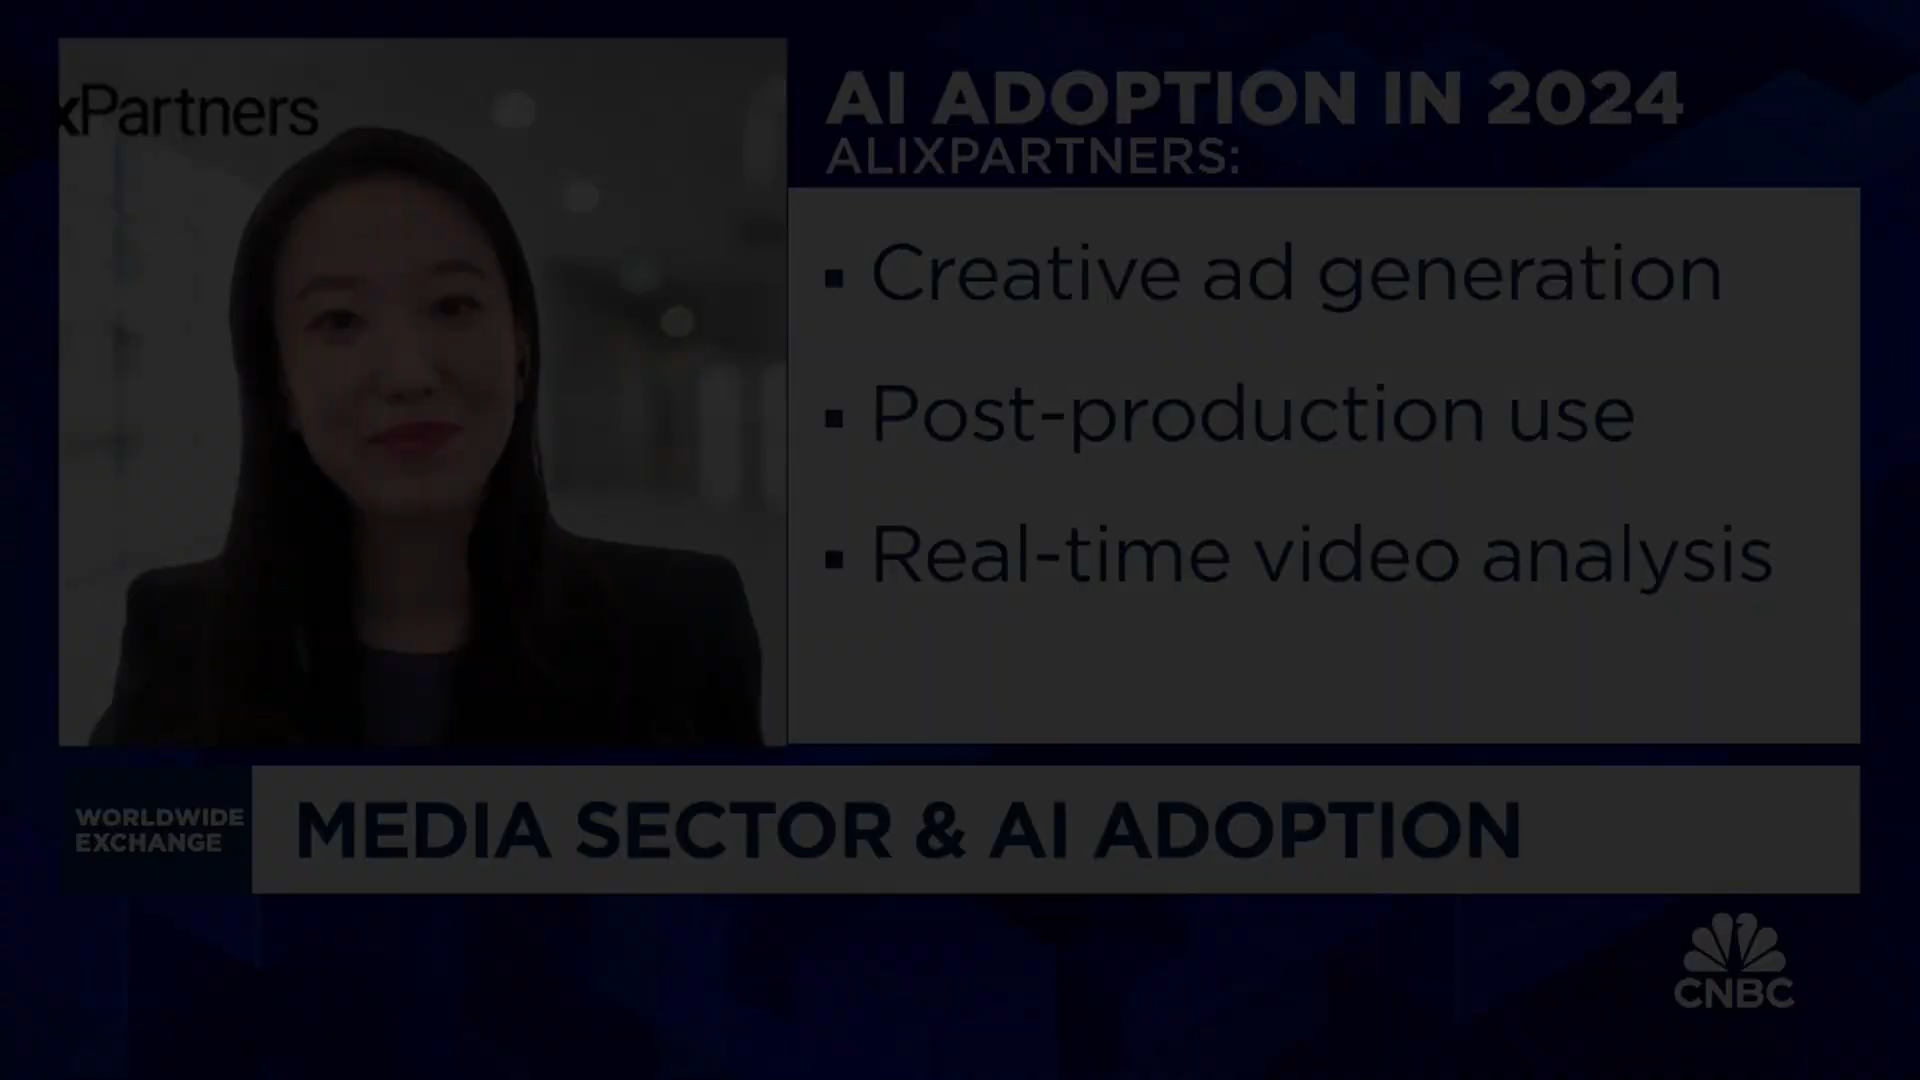 xPartners
AI ADOPTION IN 2024
ALIXPARTNERS:
▪ Creative ad generation
▪ Post-production use
▪ Real-time video analysis
WORLDWIDE
EXCHANGE
MEDIA SECTOR & AI ADOPTION
CNBC